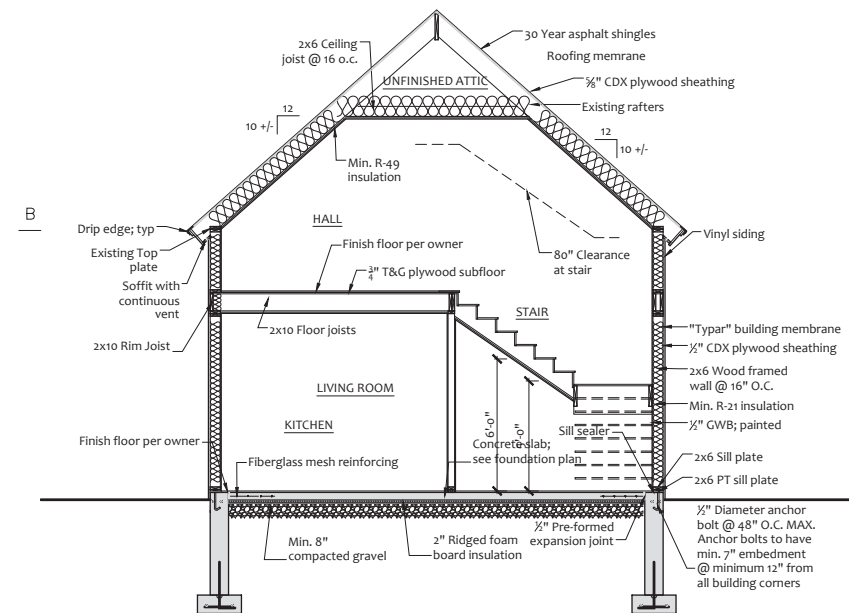 2x6 Ceiling
joist @ 16 o.c.
30 Year asphalt shingles
Roofing memrane
UNFINISHED ATTIC
⅝" CDX plywood sheathing
Existing rafters
12
10 +/-
12
10 +/-
Min. R-49
insulation
B
HALL
Drip edge; typ
Existing Top
plate
Soffit with
continuous
vent
Finish floor per owner
¾" T&G plywood subfloor
80" Clearance
at stair
Vinyl siding
STAIR
2x10 Rim Joist
2x10 Floor joists
"Typar" building membrane
½" CDX plywood sheathing
2x6 Wood framed
wall @ 16" O.C.
Min. R-21 insulation
½" GWB; painted
LIVING ROOM
KITCHEN
6'-0"
Sill sealer
Finish floor per owner
Concrete slab;
see foundation plan
Fiberglass mesh reinforcing
2x6 Sill plate
2x6 PT sill plate
Min. 8"
compacted gravel
2" Ridged foam
board insulation
½" Pre-formed
expansion joint
½" Diameter anchor
bolt @ 48" O.C. MAX.
Anchor bolts to have
min. 7" embedment
@ minimum 12" from
all building corners